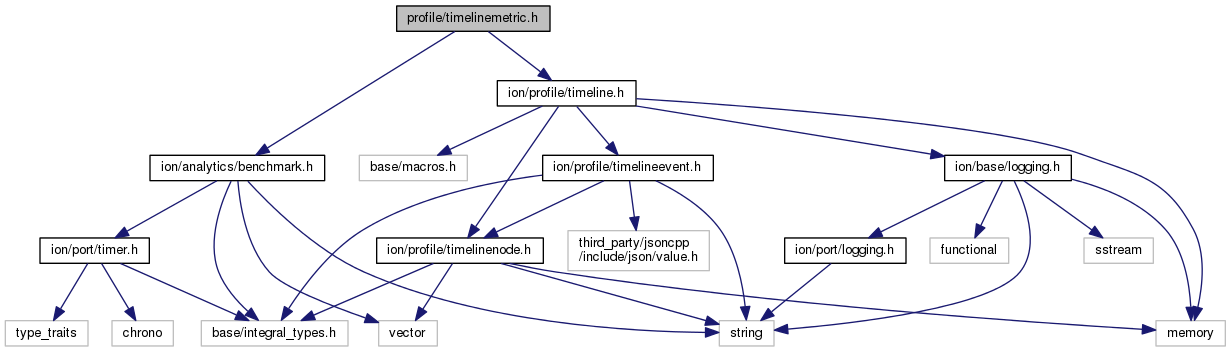 profile/timelinemetric.h
ion/profile/timeline.h
ion/analytics/benchmark.h
base/macros.h
ion/profile/timelineevent.h
ion/base/logging.h
ion/port/timer.h
ion/profile/timelinenode.h
third_party/jsoncpp
/include/json/value.h
ion/port/logging.h
functional
sstream
type_traits
chrono
base/integral_types.h
vector
string
memory